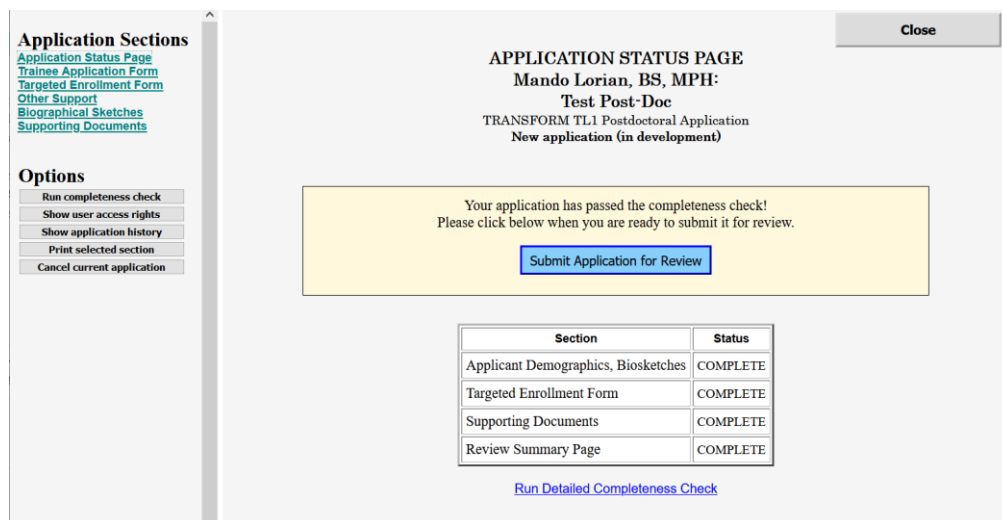 Application Sections
Application Status Page
Trainee Application Form
Targeted Enrollment Form
Other Support
Biographical Sketches
Supporting Documents
Options
Run completeness check
Show user access rights
Show application history
Print selected section
Cancel current application
Close
APPLICATION STATUS PAGE
Mando Lorian, BS, MPH:
Test Post-Doc
TRANSFORM TL1 Postdoctoral Application
New application (in development)
Your application has passed the completeness check!
Please click below when you are ready to submit it for review.
Submit Application for Review
Section Status
Applicant Demographics, Biosketches COMPLETE
Targeted Enrollment Form COMPLETE
Supporting Documents COMPLETE
Review Summary Page COMPLETE
Run Detailed Completeness Check